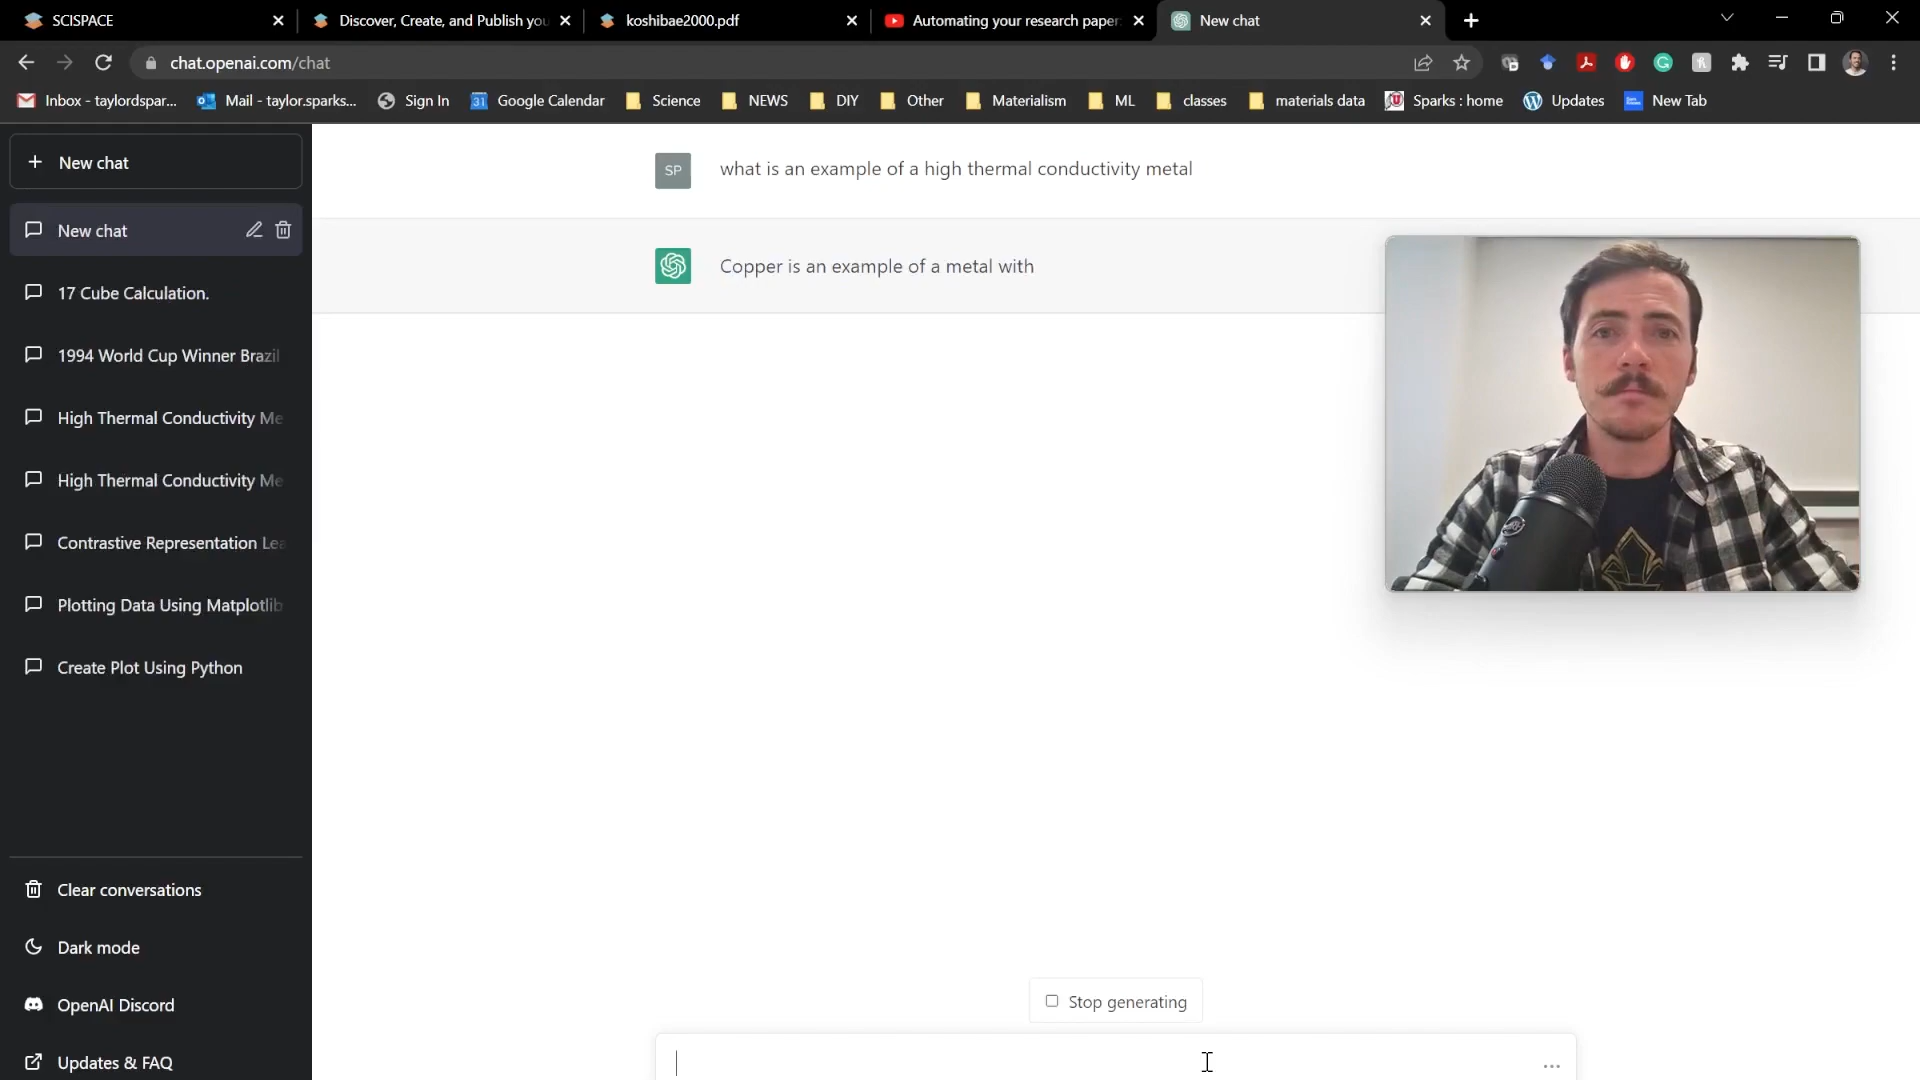 SCISPACE
Discover, Create, and Publish you
koshibae2000.pdf
Automating your research paper
New chat
chat.openai.com/chat
Inbox - taylordspar...
Mail - taylor.sparks...
Sign In
Google Calendar
Science
NEWS
DIY
Other
Materialism
ML
classes
materials data
Sparks : home
Updates
New Tab
New chat
New chat
17 Cube Calculation.
1994 World Cup Winner Brazil
High Thermal Conductivity Me
High Thermal Conductivity Me
Contrastive Representation Lea
Plotting Data Using Matplotlib
Create Plot Using Python
Clear conversations
Dark mode
OpenAI Discord
Updates & FAQ
SP
what is an example of a high thermal conductivity metal
Copper is an example of a metal with
Stop generating